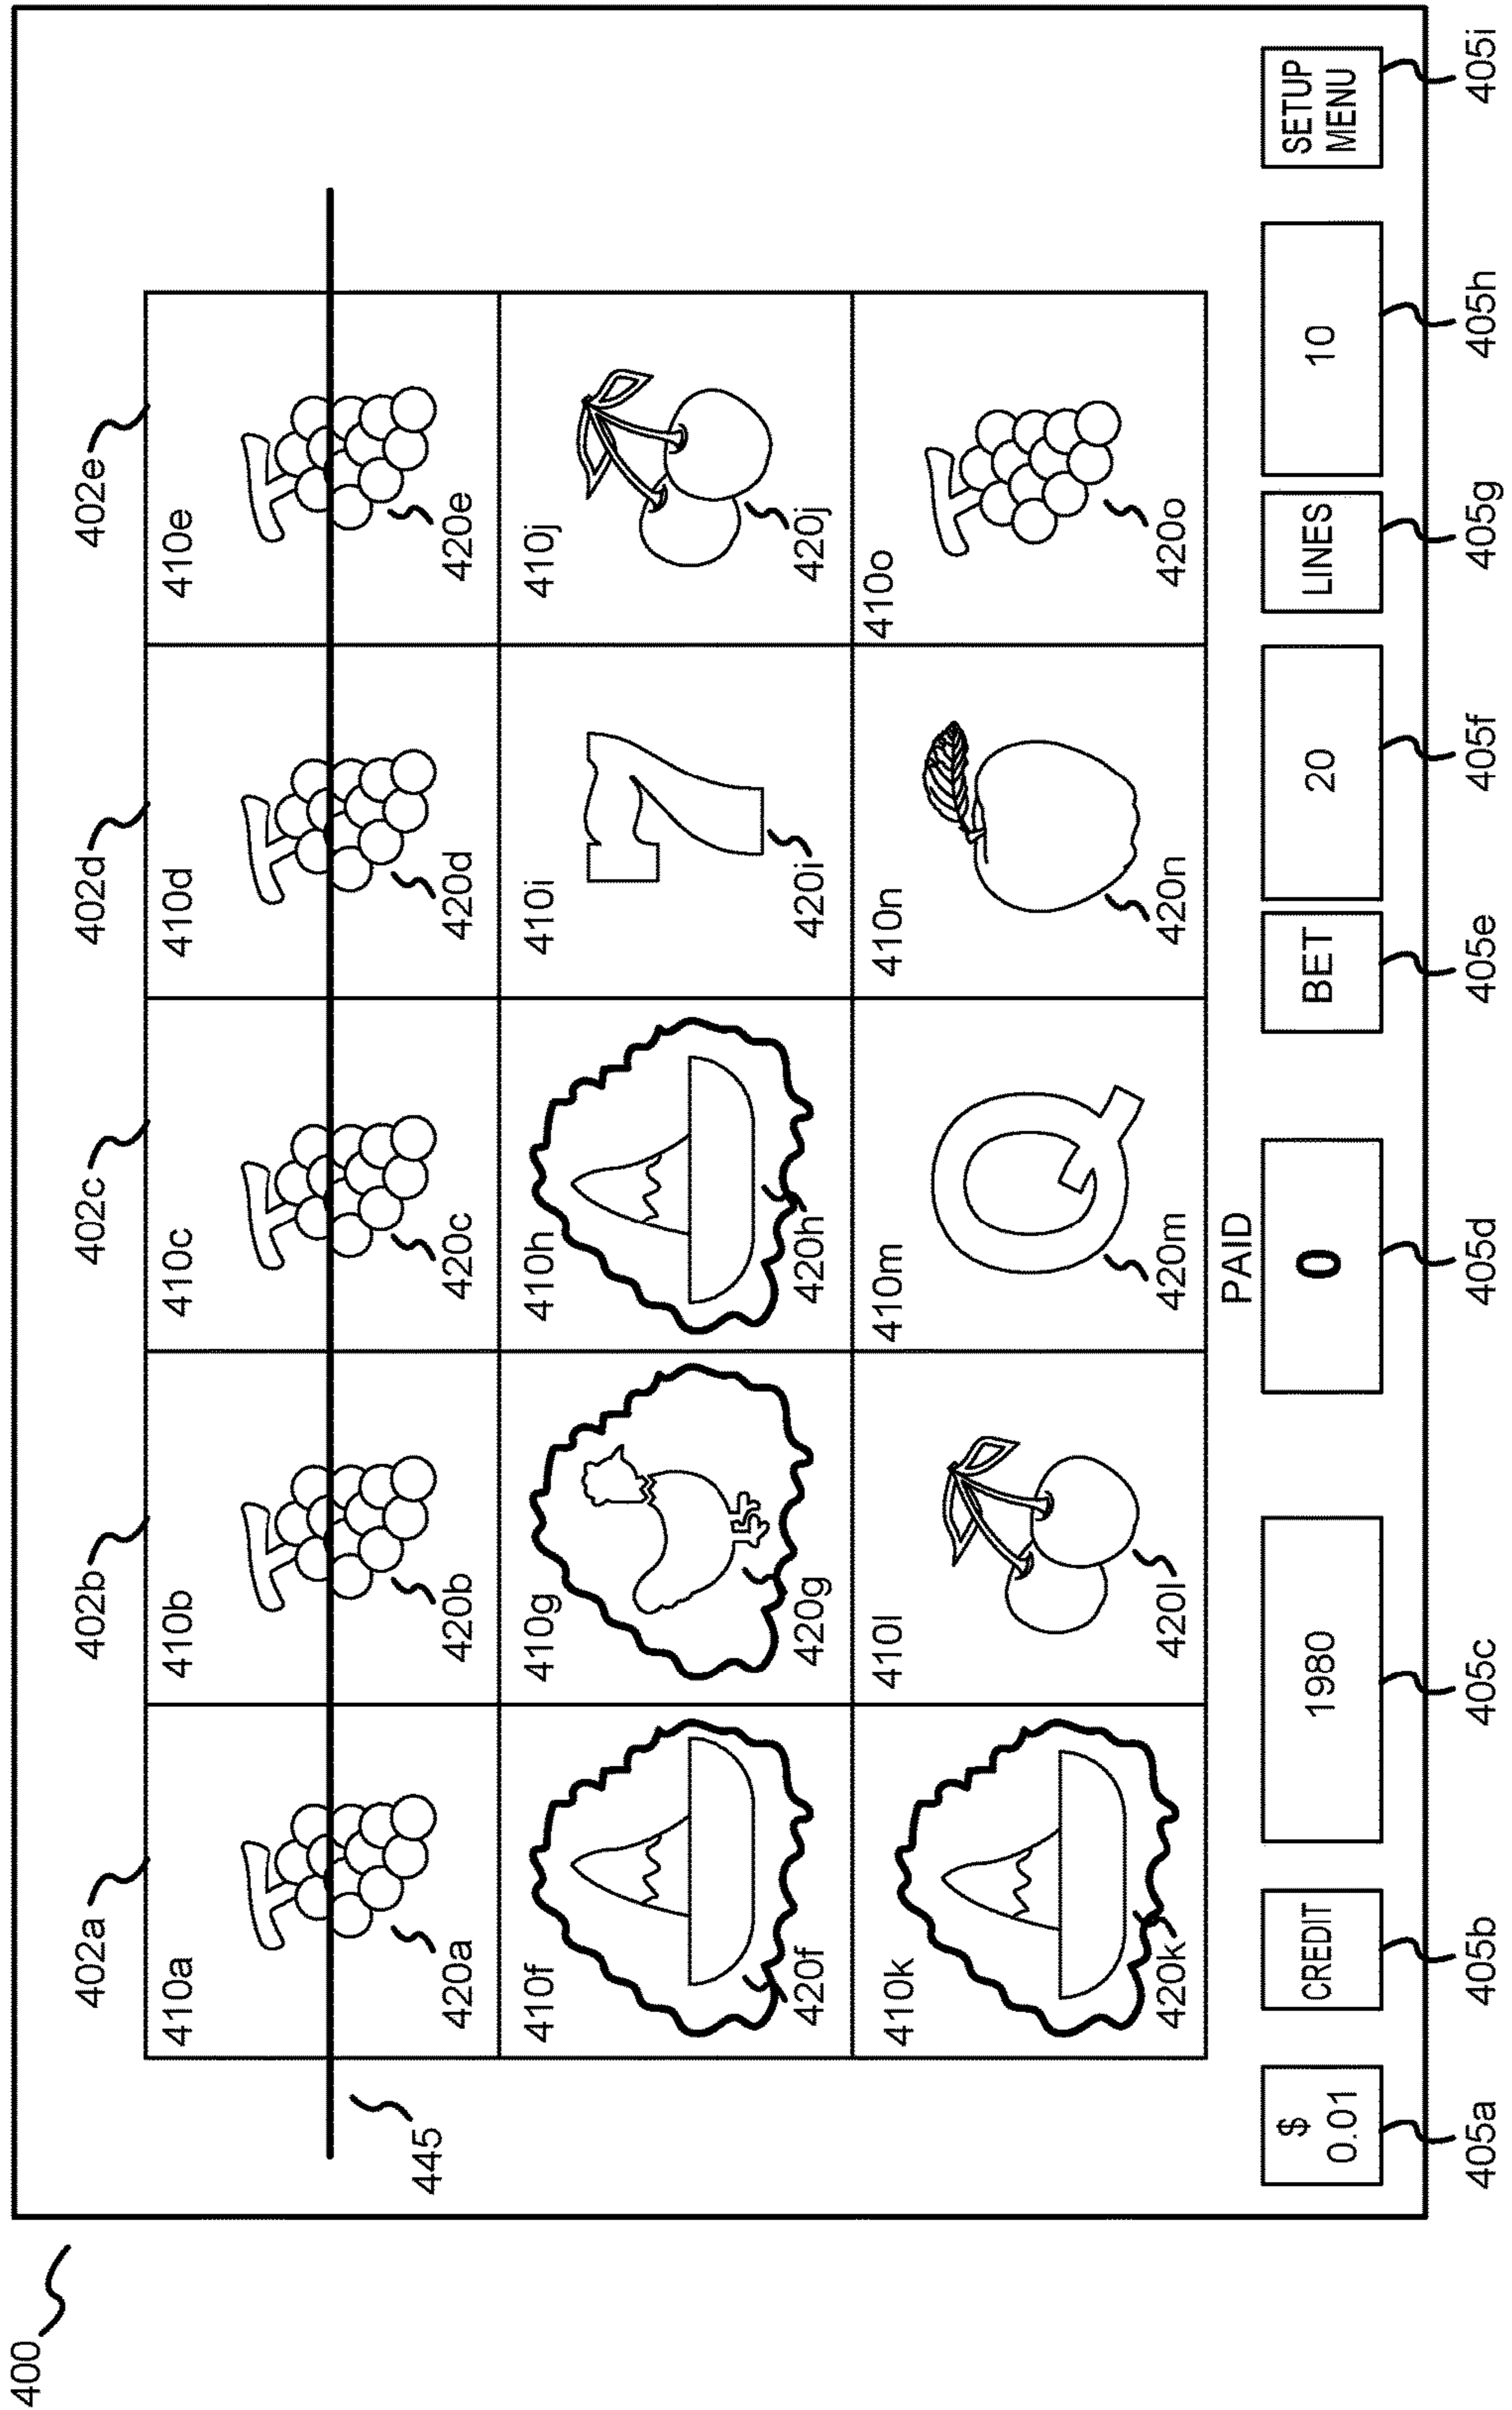 400
402a 402b 402c 402d 402e
410a 410b 410c 410d 410e
420a 420b 420c 420d 420e
445
410f 410g 410h 410i 410j
7
420f 420g 420h 420i 420j
410k 410l 410m 410n 410o
Q
420k 420l 420m 420n 420o
PAID
$
0.01
CREDIT
1980
0
BET
20
LINES
10
SETUP
MENU
405a 405b 405c 405d 405e 405f 405g 405h 405i